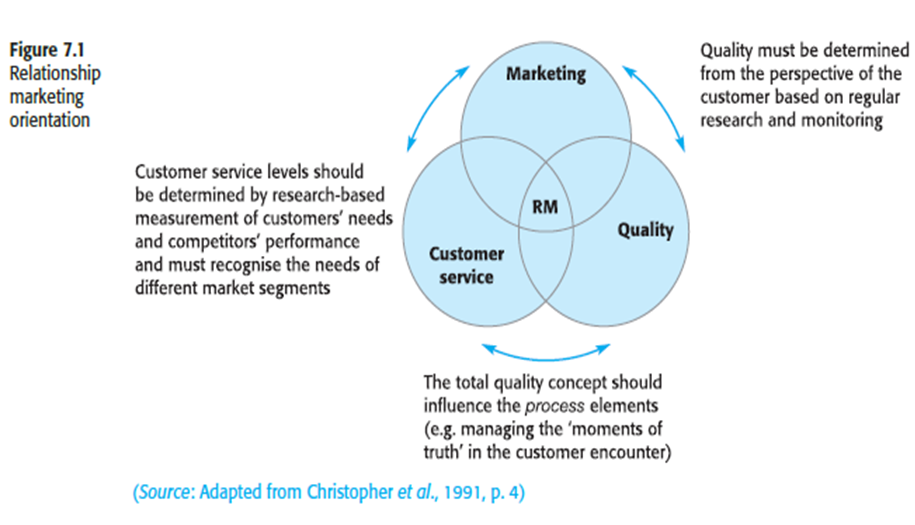 Figure 7.1
Relationship
marketing
orientation
Marketing
Quality must be determined
from the perspective of the
customer based on regular
research and monitoring
Customer service levels should
be determined by research-based
measurement of customers' needs
and competitors' performance
and must recognise the needs of
different market segments
RM
Quality
Customer
service
The total quality concept should
influence the process elements
(e.g. managing the 'moments of
truth' in the customer encounter)
(Source: Adapted from Christopher et al., 1991, p. 4)